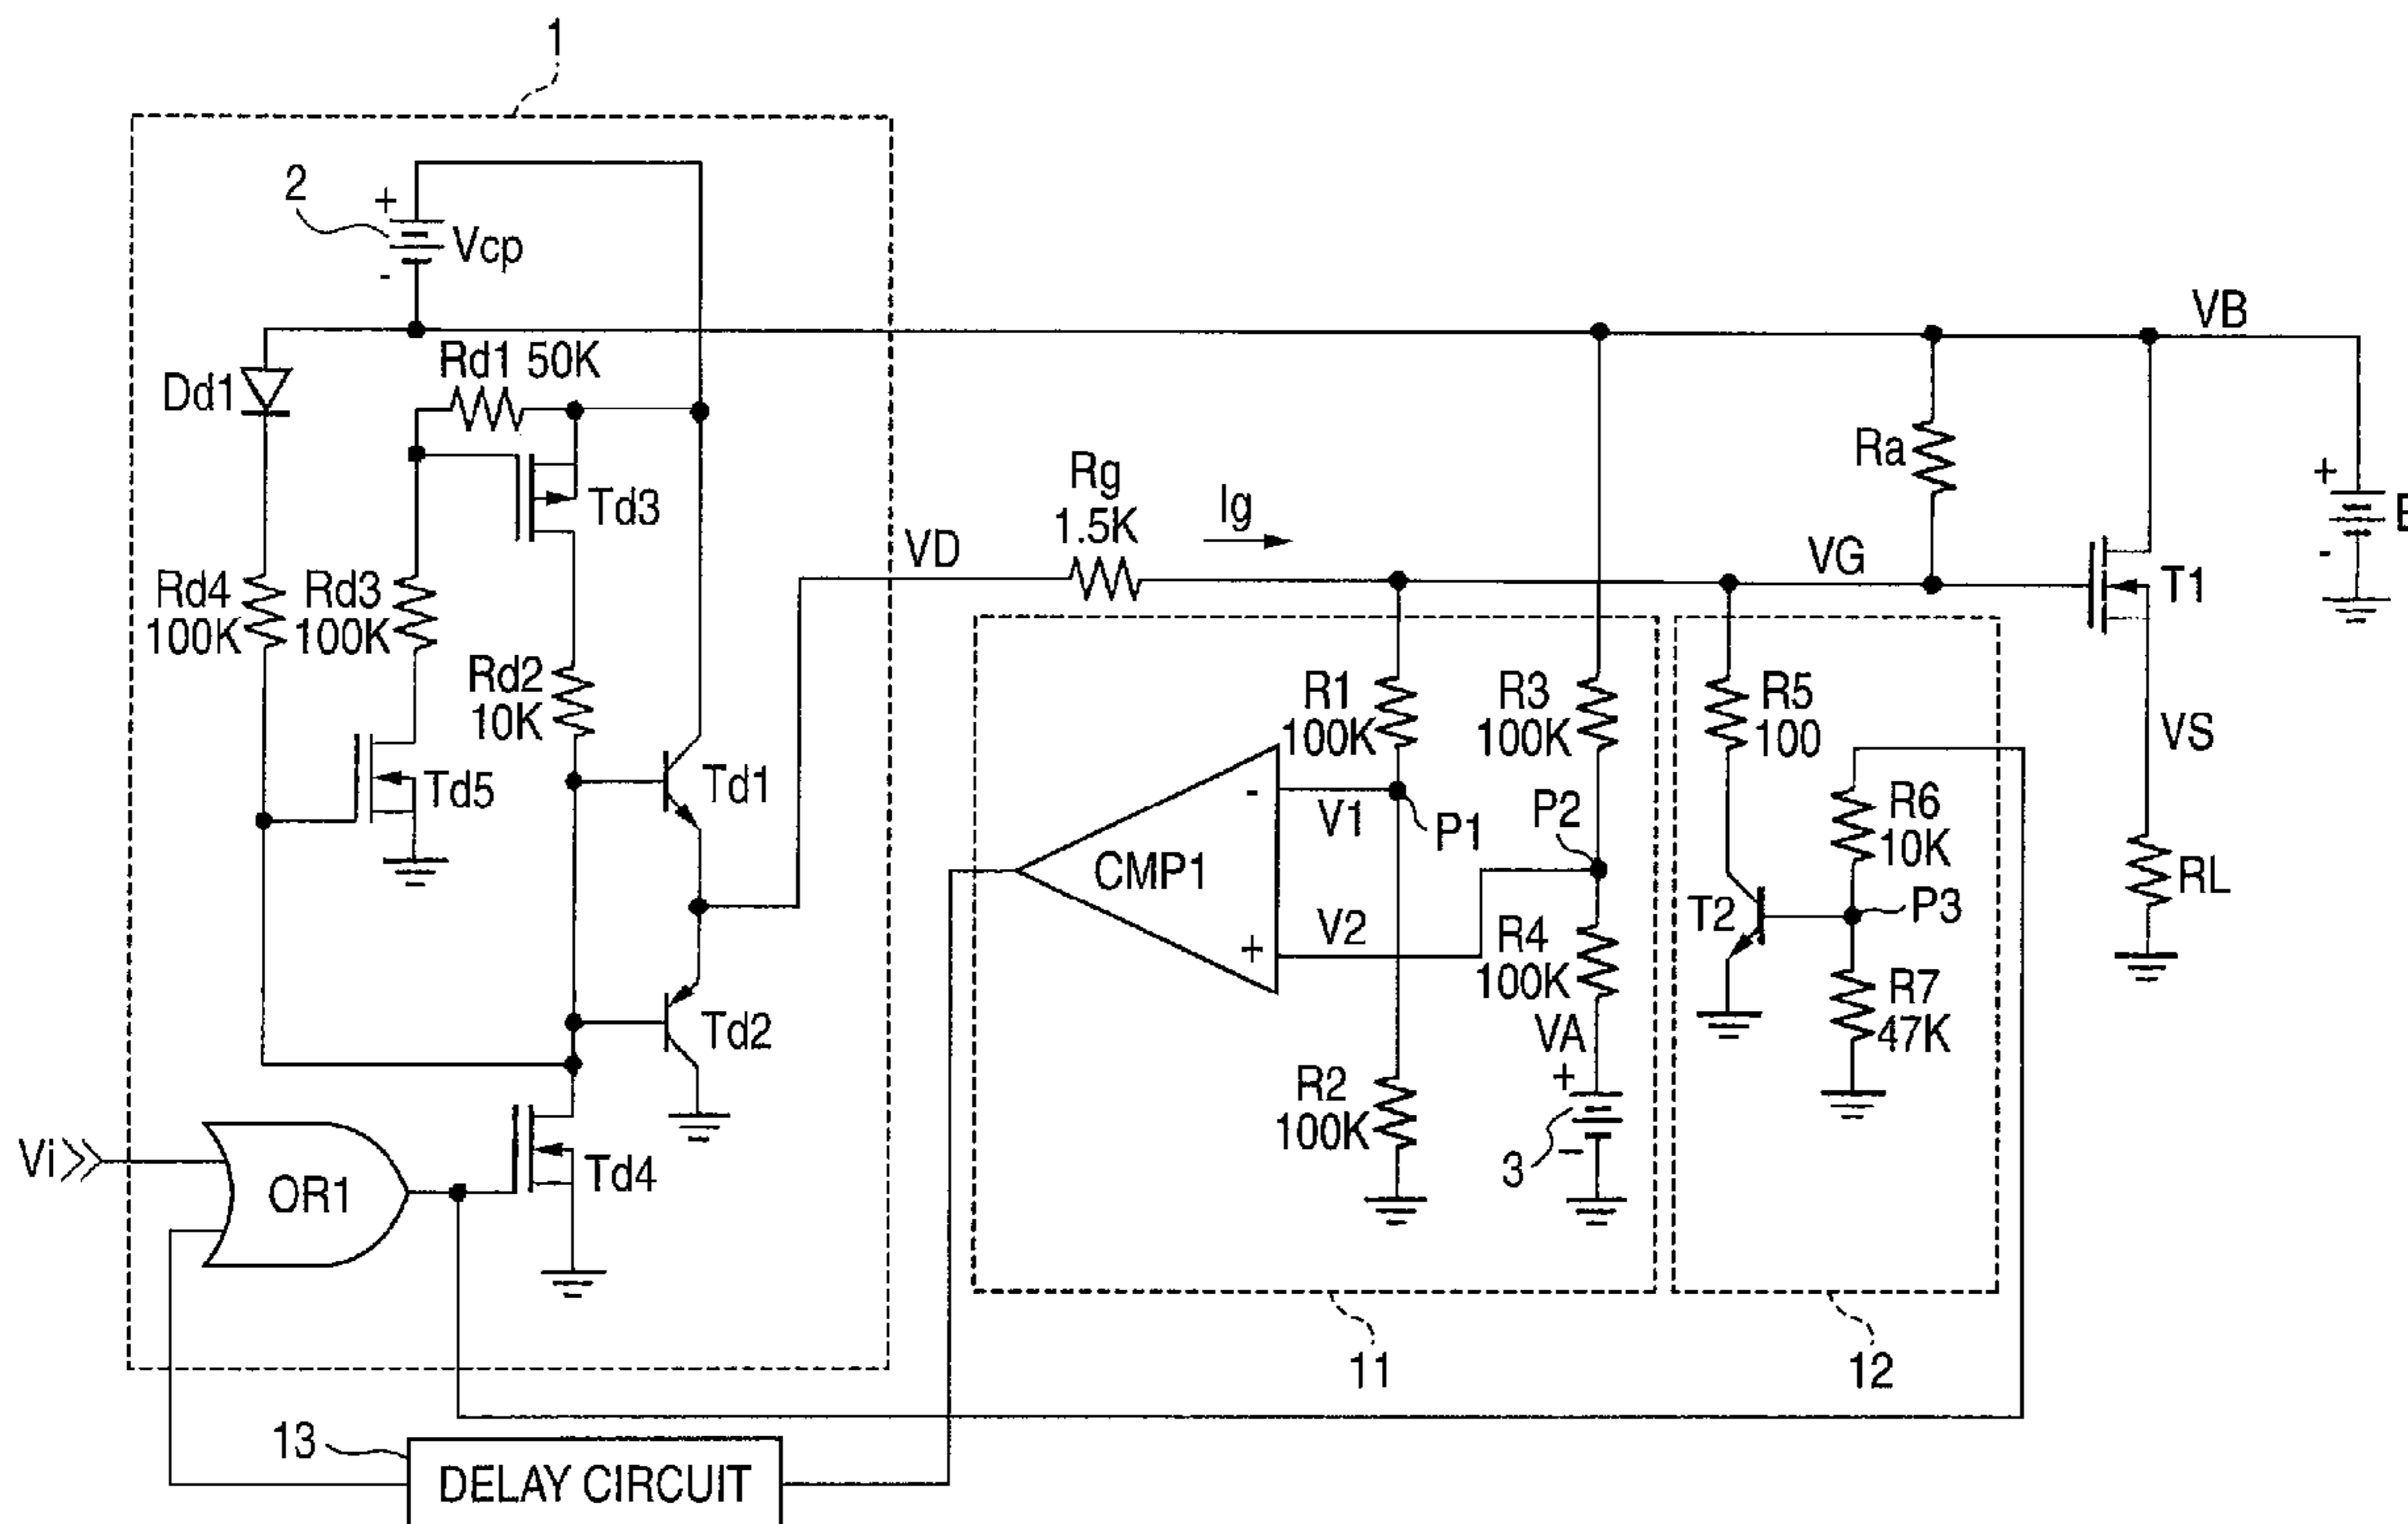 1
2
+
Vcp
-
VB
Rd1 50K
Dd1
Td3
Rg
1.5K
Ig
VD
Ra
VG
+
-
T1
Rd4
100K
Rd3
100K
Rd2
10K
Td5
Td1
R1
100K
R3
100K
R5
100
VS
-
V1
P1
P2
R6
10K
CMP1
V2
+
R4
100K
T2
P3
RL
R7
47K
Td2
VA
+
R2
100K
3
-
Vi
OR1
Td4
11
12
13
DELAY CIRCUIT